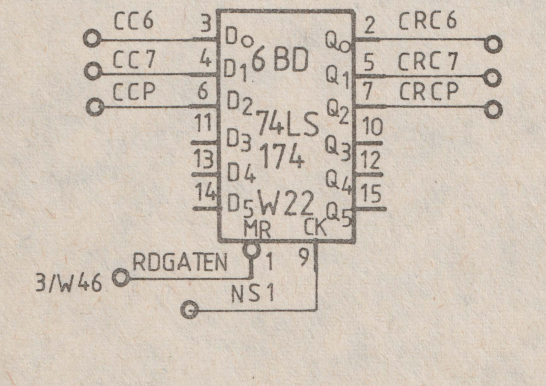 CC6 3 D0 6BD Q0 2 CRC6
CC7 4 D1 Q1 5 CRC7
CCP 6 D2 Q2 7 CRCP
11 D3 74LS Q3 10
13 D4 174 Q4 12
14 D5 W22 Q5 15
MR CK
RDGATEN 1 9
3/W46
NS1